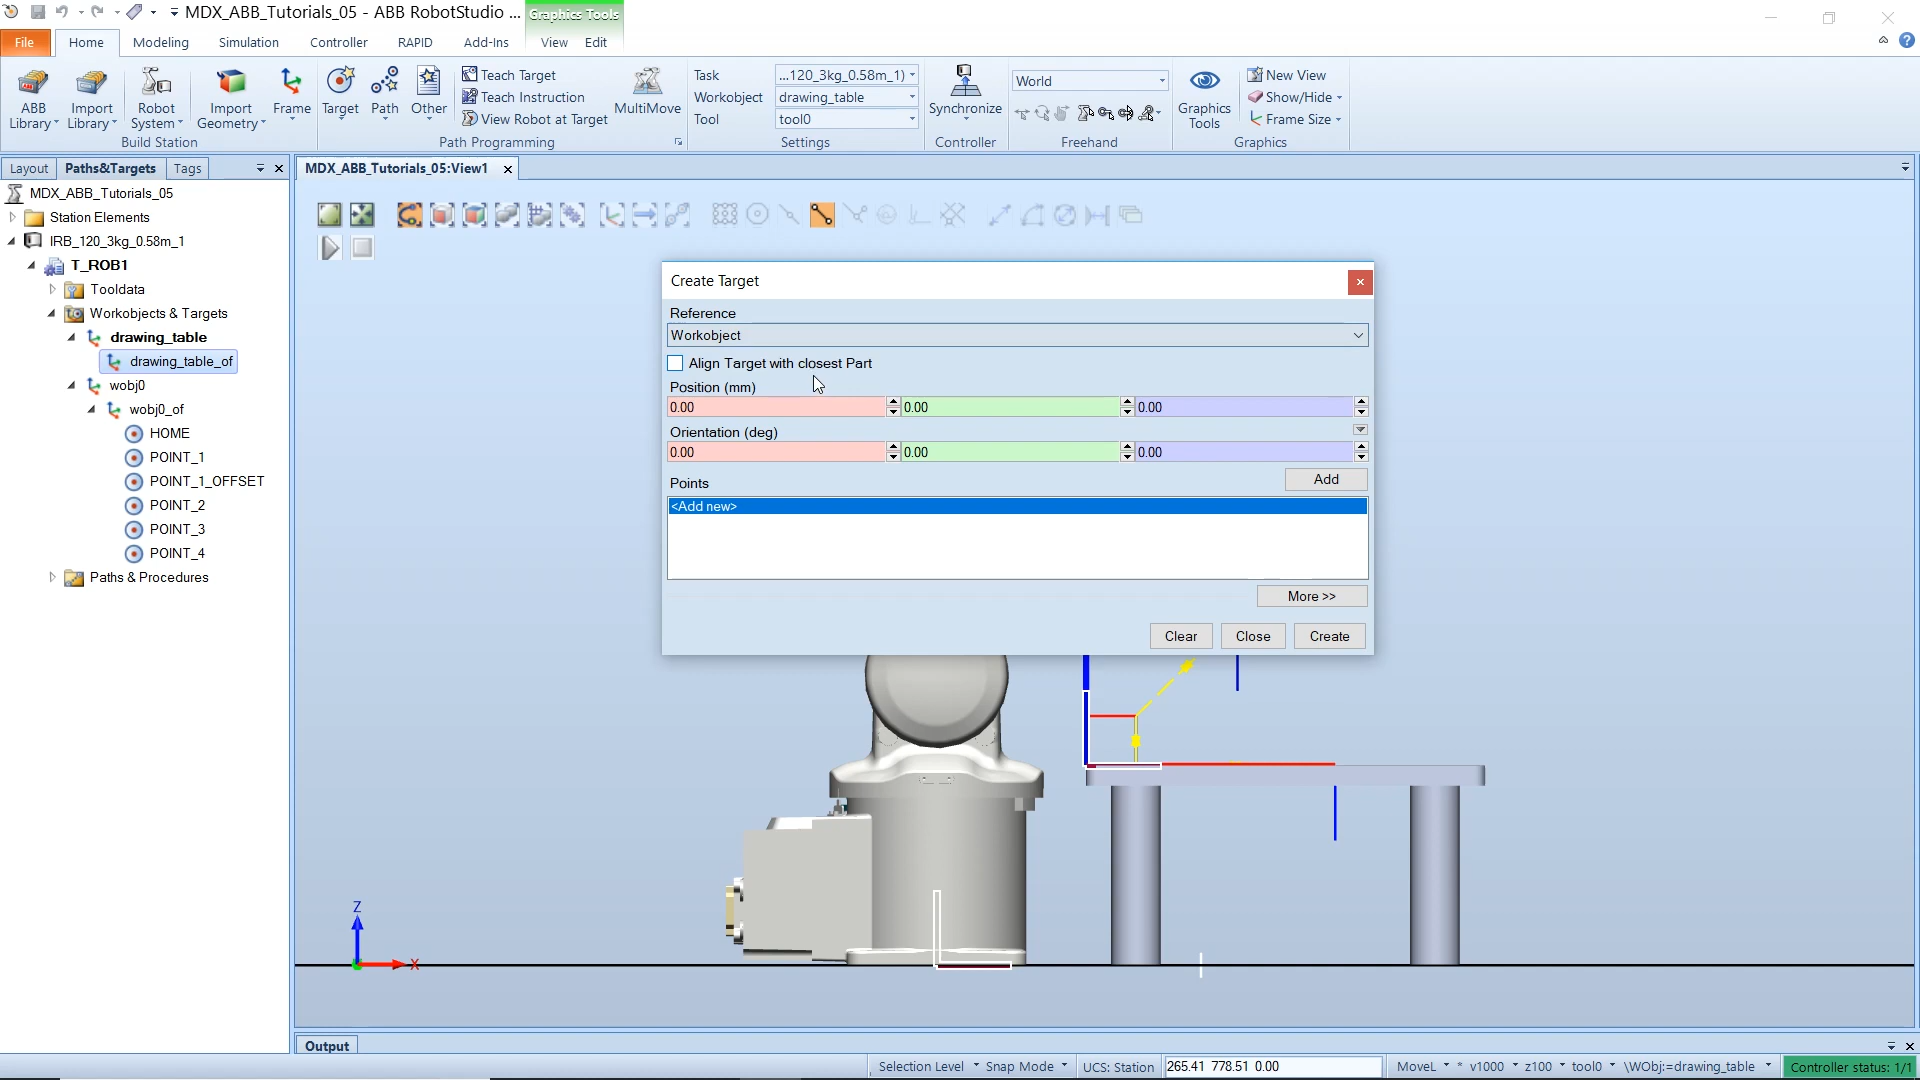 MDX_ABB_Tutorials_05 - ABB RobotStudio ...
Graphics Tools
File
Home
Modeling
Simulation
Controller
RAPID
Add-Ins
View
Edit
ABB Library
Import Library
Robot System
Import Geometry
Frame
Build Station
Target
Path
Other
Teach Target
Teach Instruction
View Robot at Target
MultiMove
Path Programming
Task ...120_3kg_0.58m_1)
Workobject drawing_table
Tool tool0
Settings
Synchronize
Controller
World
Freehand
Graphics Tools
New View
Show/Hide
Frame Size
Graphics
Layout
Paths&Targets
Tags
MDX_ABB_Tutorials_05:View1
MDX_ABB_Tutorials_05
Station Elements
IRB_120_3kg_0.58m_1
T_ROB1
Tooldata
Workobjects & Targets
drawing_table
drawing_table_of
wobj0
wobj0_of
HOME
POINT_1
POINT_1_OFFSET
POINT_2
POINT_3
POINT_4
Paths & Procedures
Create Target
Reference
Workobject
Align Target with closest Part
Position (mm)
0.00 0.00 0.00
Orientation (deg)
0.00 0.00 0.00
Points
Add
<Add new>
More >>
Clear
Close
Create
Z
X
Output
Selection Level
Snap Mode
UCS: Station
265.41 778.51 0.00
MoveL * v1000 z100 tool0 \WObj:=drawing_table
Controller status: 1/1